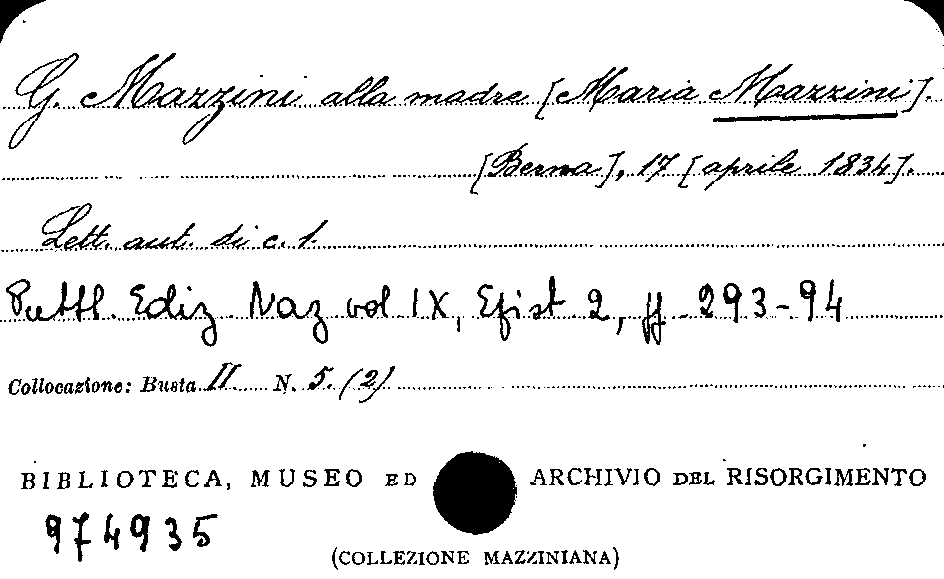 G. Mazzini alla madre [Maria Mazzini].
[Berna], 17 [aprile 1834].
Lett. aut. di c. 1.
Pubbl. Ediz. Naz vol IX, Epist 2, pp. 293-94
Collocazione: Busta II N. 5. (2)
BIBLIOTECA, MUSEO ED ARCHIVIO DEL RISORGIMENTO
974935
(COLLEZIONE MAZZINIANA)